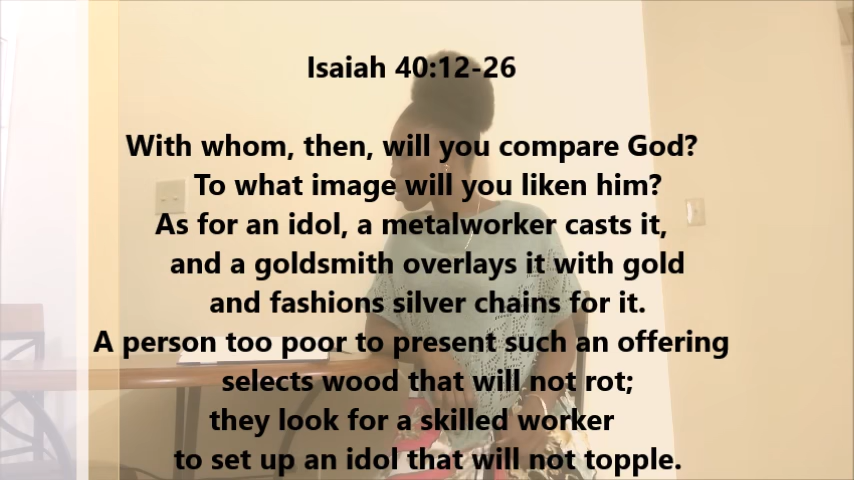 Isaiah 40:12-26
With whom, then, will you compare God?
To what image will you liken him?
As for an idol, a metalworker casts it,
and a goldsmith overlays it with gold
and fashions silver chains for it.
A person too poor to present such an offering
selects wood that will not rot;
they look for a skilled worker
to set up an idol that will not topple.